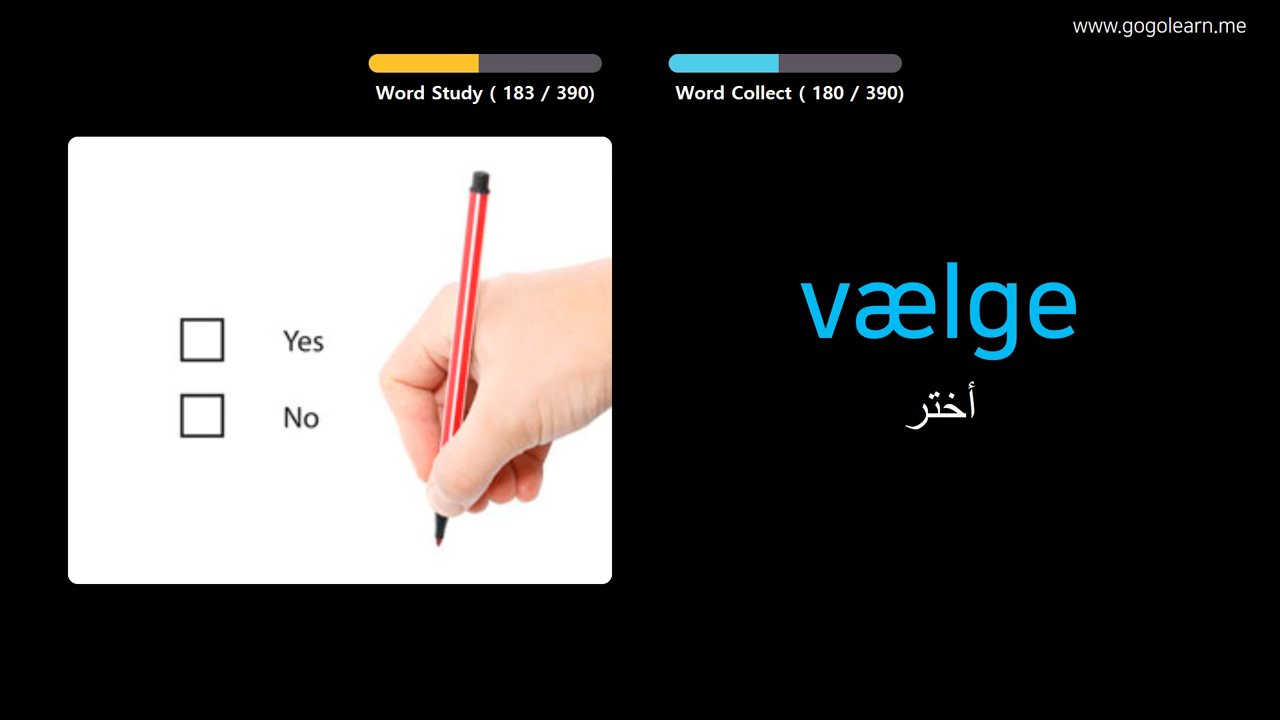 www.gogolearn.me
Word Study ( 183 / 390)
Word Collect ( 180 / 390)
Yes
No
vælge
أختر